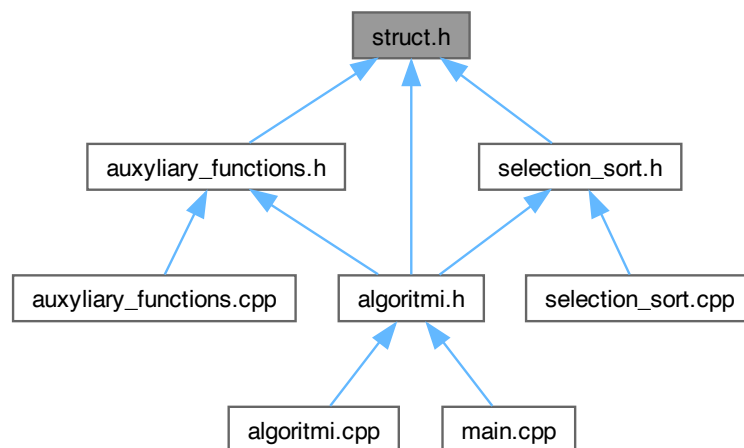 struct.h
auxyliary_functions.h
selection_sort.h
auxyliary_functions.cpp
algoritmi.h
selection_sort.cpp
algoritmi.cpp
main.cpp